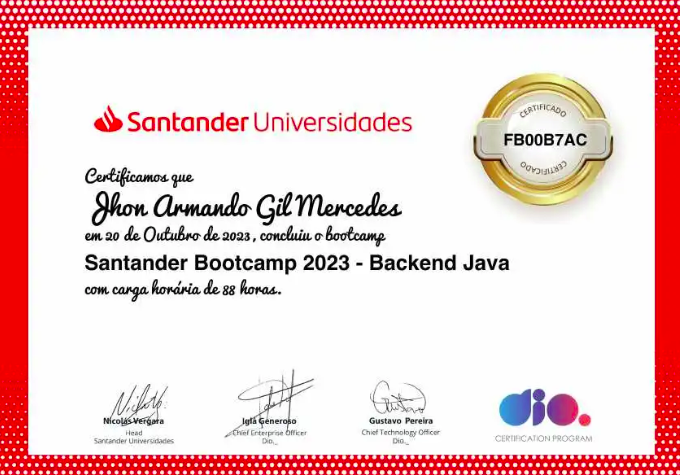 Santander Universidades
CERTIFICADO
FB00B7AC
CERTIFICADO
Certificamos que
Jhon Armando Gil Mercedes
em 20 de Outubro de 2023, concluiu o bootcamp
Santander Bootcamp 2023 - Backend Java
com carga horária de 88 horas.
Nicolás Vergara
Head
Santander Universidades
Iglá Generoso
Chief Enterprise Officer
Dio._
Gustavo Pereira
Chief Technology Officer
Dio._
dio.
CERTIFICATION PROGRAM